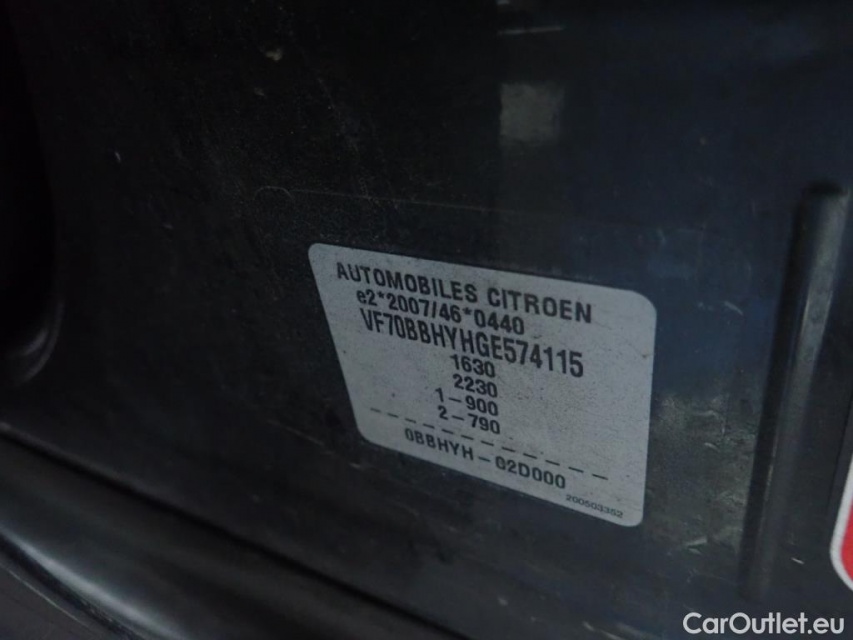 AUTOMOBILES CITROEN
e2*2007/46*0440
VF70BBHYHGE574115
1630
2230
1-900
2-790
0BBHYH-02D000
200503352
CarOutlet.eu